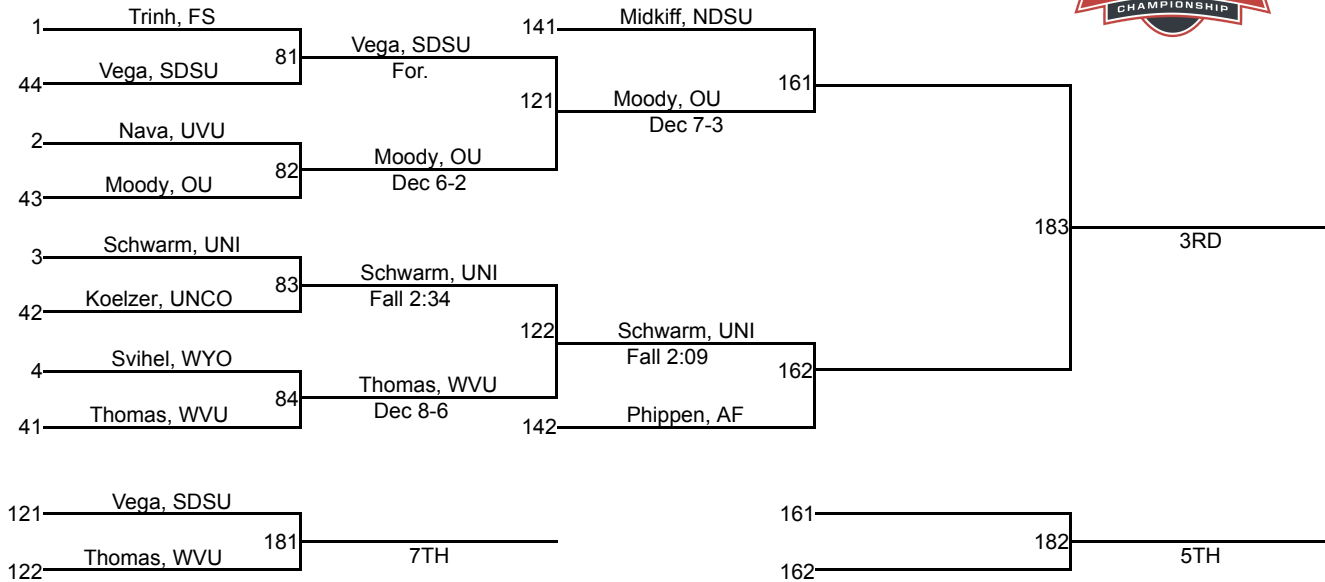 CHAMPIONSHIP
1
Trinh, FS
81
44
Vega, SDSU
Vega, SDSU
For.
121
2
Nava, UVU
82
43
Moody, OU
Moody, OU
Dec 6-2
141
Midkiff, NDSU
161
Moody, OU
Dec 7-3
3
Schwarm, UNI
83
42
Koelzer, UNCO
Schwarm, UNI
Fall 2:34
122
4
Svihel, WYO
84
41
Thomas, WVU
Thomas, WVU
Dec 8-6
Schwarm, UNI
Fall 2:09
162
142
Phippen, AF
183
3RD
121
Vega, SDSU
181
122
Thomas, WVU
7TH
161
182
162
5TH